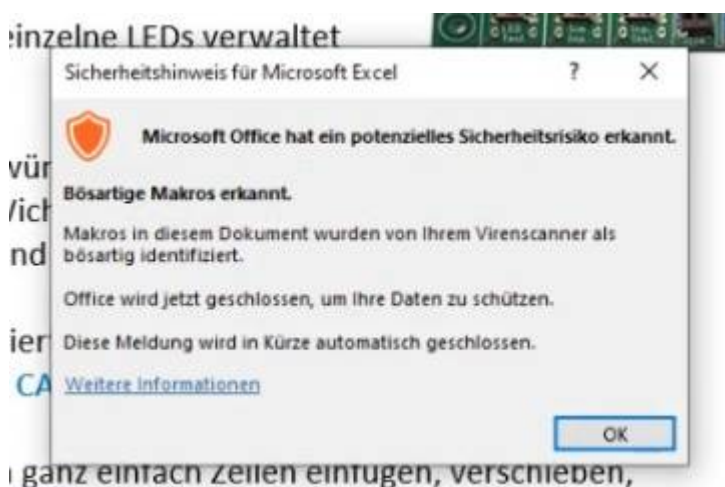 einzelne LEDs verwaltet
Sicherheitshinweis für Microsoft Excel
Microsoft Office hat ein potenzielles Sicherheitsrisiko erkannt.
Bösartige Makros erkannt.
Makros in diesem Dokument wurden von Ihrem Virenscanner als
bösartig identifiziert.
Office wird jetzt geschlossen, um Ihre Daten zu schützen.
Diese Meldung wird in Kürze automatisch geschlossen.
CA
Weitere Informationen
OK
ganz einfach Zeilen einfügen, verschieben,